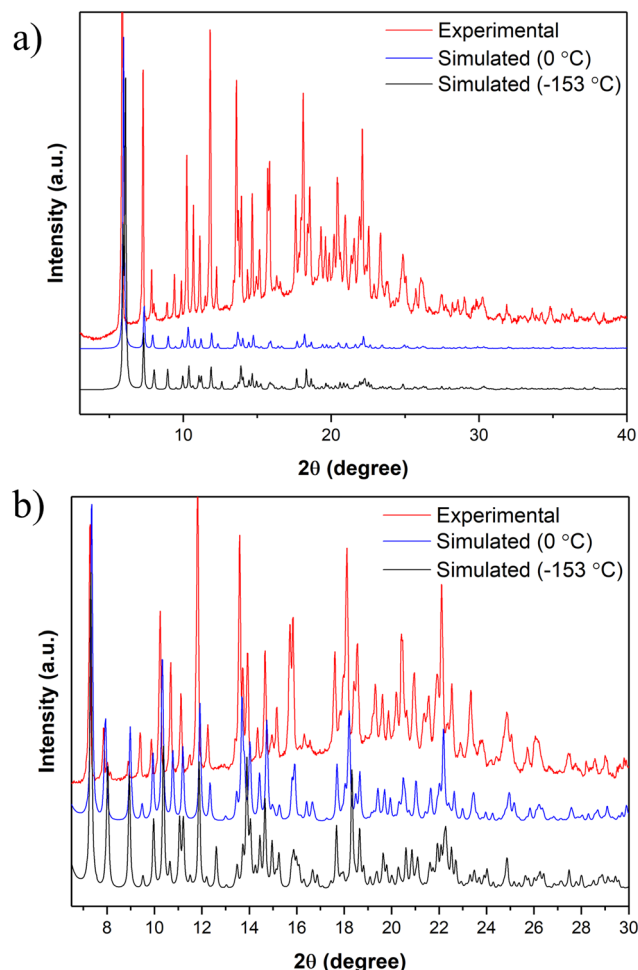 a)
Experimental
Simulated (0 °C)
Simulated (-153 °C)
Intensity (a.u.)
10 20 30 40
2θ (degree)
b)
Experimental
Simulated (0 °C)
Simulated (-153 °C)
Intensity (a.u.)
8 10 12 14 16 18 20 22 24 26 28 30
2θ (degree)